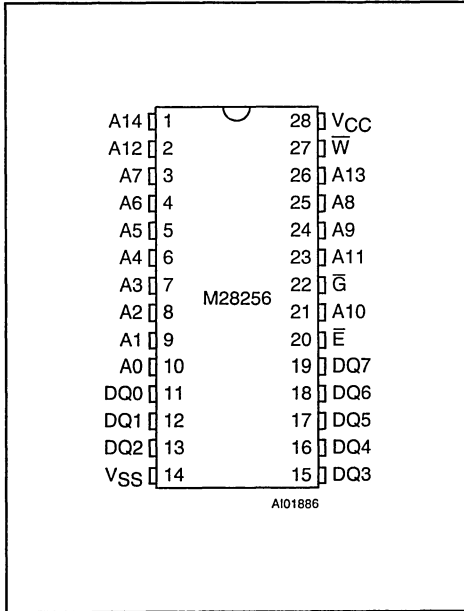 A14 1 28 VCC
A12 2 27 W̅
A7 3 26 A13
A6 4 25 A8
A5 5 24 A9
A4 6 23 A11
A3 7 22 G̅
M28256
A2 8 21 A10
A1 9 20 E̅
A0 10 19 DQ7
DQ0 11 18 DQ6
DQ1 12 17 DQ5
DQ2 13 16 DQ4
VSS 14 15 DQ3
AI01886